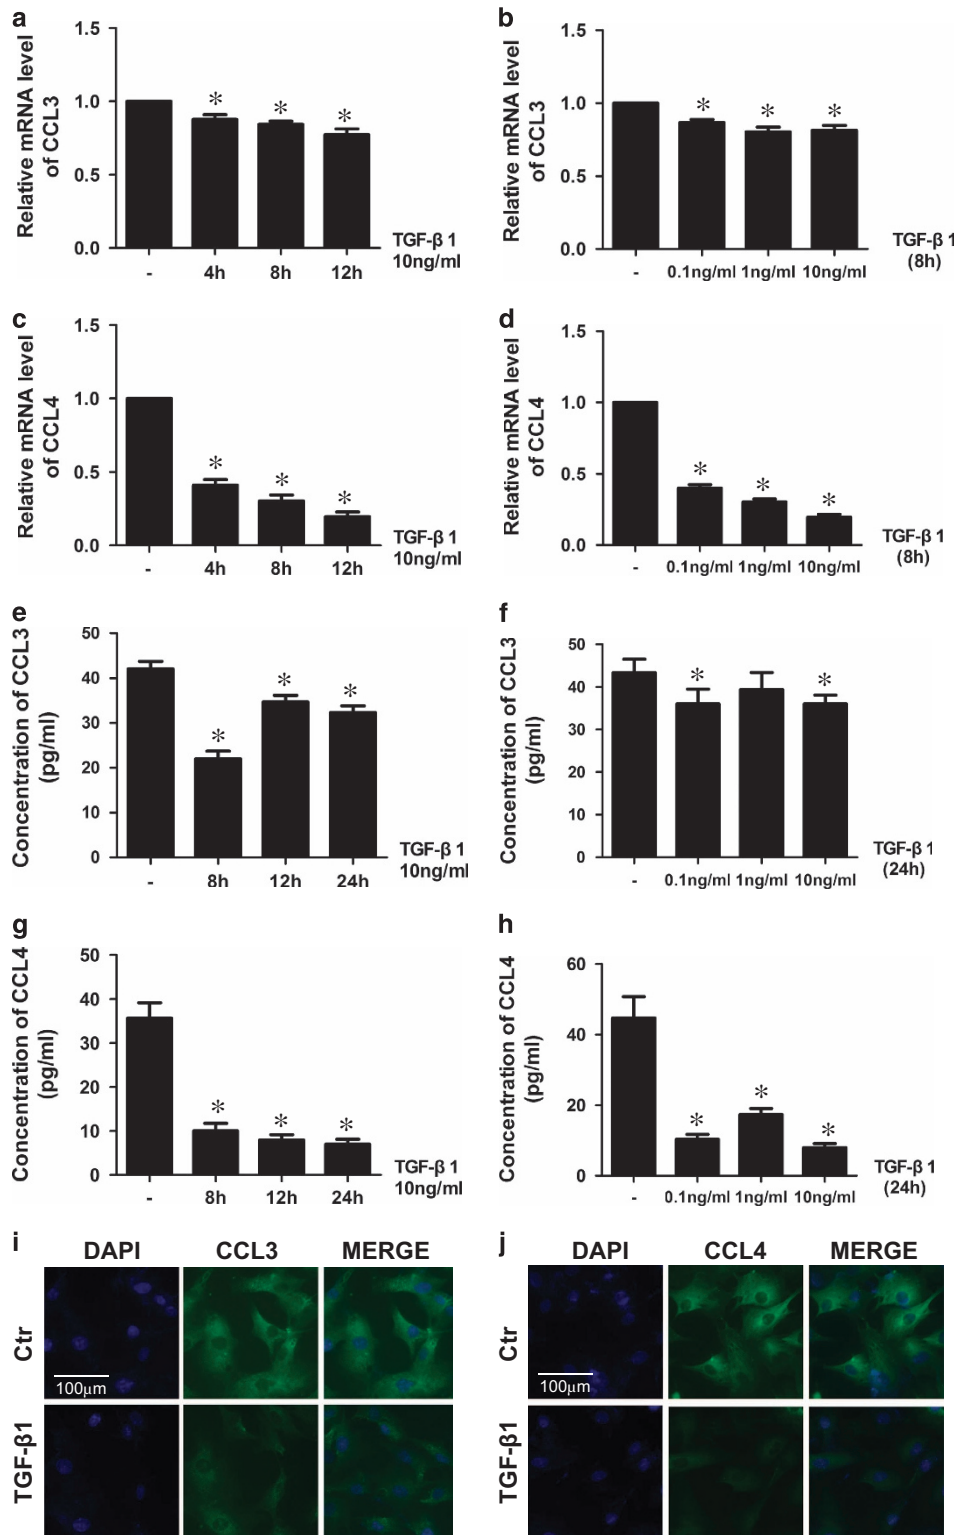 a
Relative mRNA level
of CCL3
1.5
1.0
0.5
0.0
*
*
*
-
4h
8h
12h
TGF-β 1
10ng/ml
b
Relative mRNA level
of CCL3
1.5
1.0
0.5
0.0
*
*
*
-
0.1ng/ml
1ng/ml
10ng/ml
TGF-β 1
(8h)
c
Relative mRNA level
of CCL4
1.5
1.0
0.5
0.0
*
*
*
-
4h
8h
12h
TGF-β 1
10ng/ml
d
Relative mRNA level
of CCL4
1.5
1.0
0.5
0.0
*
*
*
-
0.1ng/ml
1ng/ml
10ng/ml
TGF-β 1
(8h)
e
Concentration of CCL3
(pg/ml)
50
40
30
20
10
0
*
*
*
-
8h
12h
24h
TGF-β 1
10ng/ml
f
Concentration of CCL3
(pg/ml)
50
40
30
20
10
0
*
*
-
0.1ng/ml
1ng/ml
10ng/ml
TGF-β 1
(24h)
g
Concentration of CCL4
(pg/ml)
50
40
30
20
10
0
*
*
*
-
8h
12h
24h
TGF-β 1
10ng/ml
h
Concentration of CCL4
(pg/ml)
60
40
20
0
*
*
*
-
0.1ng/ml
1ng/ml
10ng/ml
TGF-β 1
(24h)
i
DAPI
CCL3
MERGE
Ctr
100μm
TGF-β1
j
DAPI
CCL4
MERGE
Ctr
100μm
TGF-β1